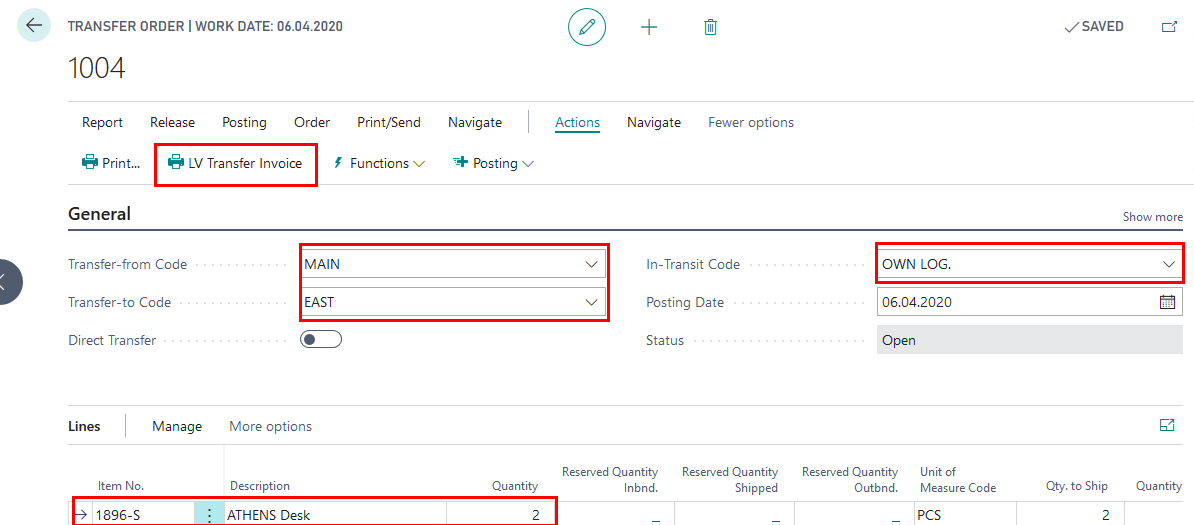 TRANSFER ORDER | WORK DATE: 06.04.2020
SAVED
1004
Report Release Posting Order Print/Send Navigate Actions Navigate Fewer options
Print... LV Transfer Invoice Functions Posting
General
Show more
Transfer-from Code MAIN In-Transit Code OWN LOG.
Transfer-to Code EAST Posting Date 06.04.2020
Direct Transfer Status Open
Lines Manage More options
Reserved Quantity Reserved Quantity Reserved Quantity Unit of
Item No. Description Quantity Inbnd. Shipped Outbnd. Measure Code Qty. to Ship Quantity
1896-S ATHENS Desk 2 _ _ _ PCS 2